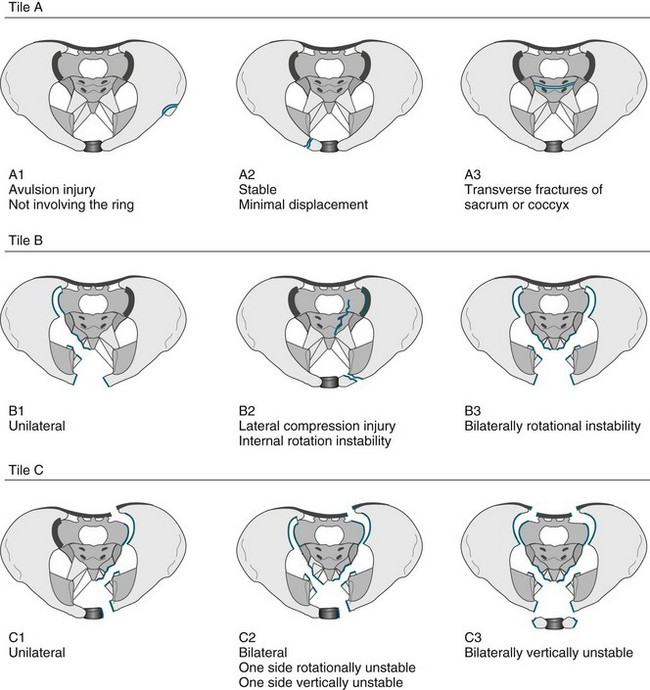 Tile A
A1
Avulsion injury
Not involving the ring
A2
Stable
Minimal displacement
A3
Transverse fractures of
sacrum or coccyx
Tile B
B1
Unilateral
B2
Lateral compression injury
Internal rotation instability
B3
Bilaterally rotational instability
Tile C
C1
Unilateral
C2
Bilateral
One side rotationally unstable
One side vertically unstable
C3
Bilaterally vertically unstable